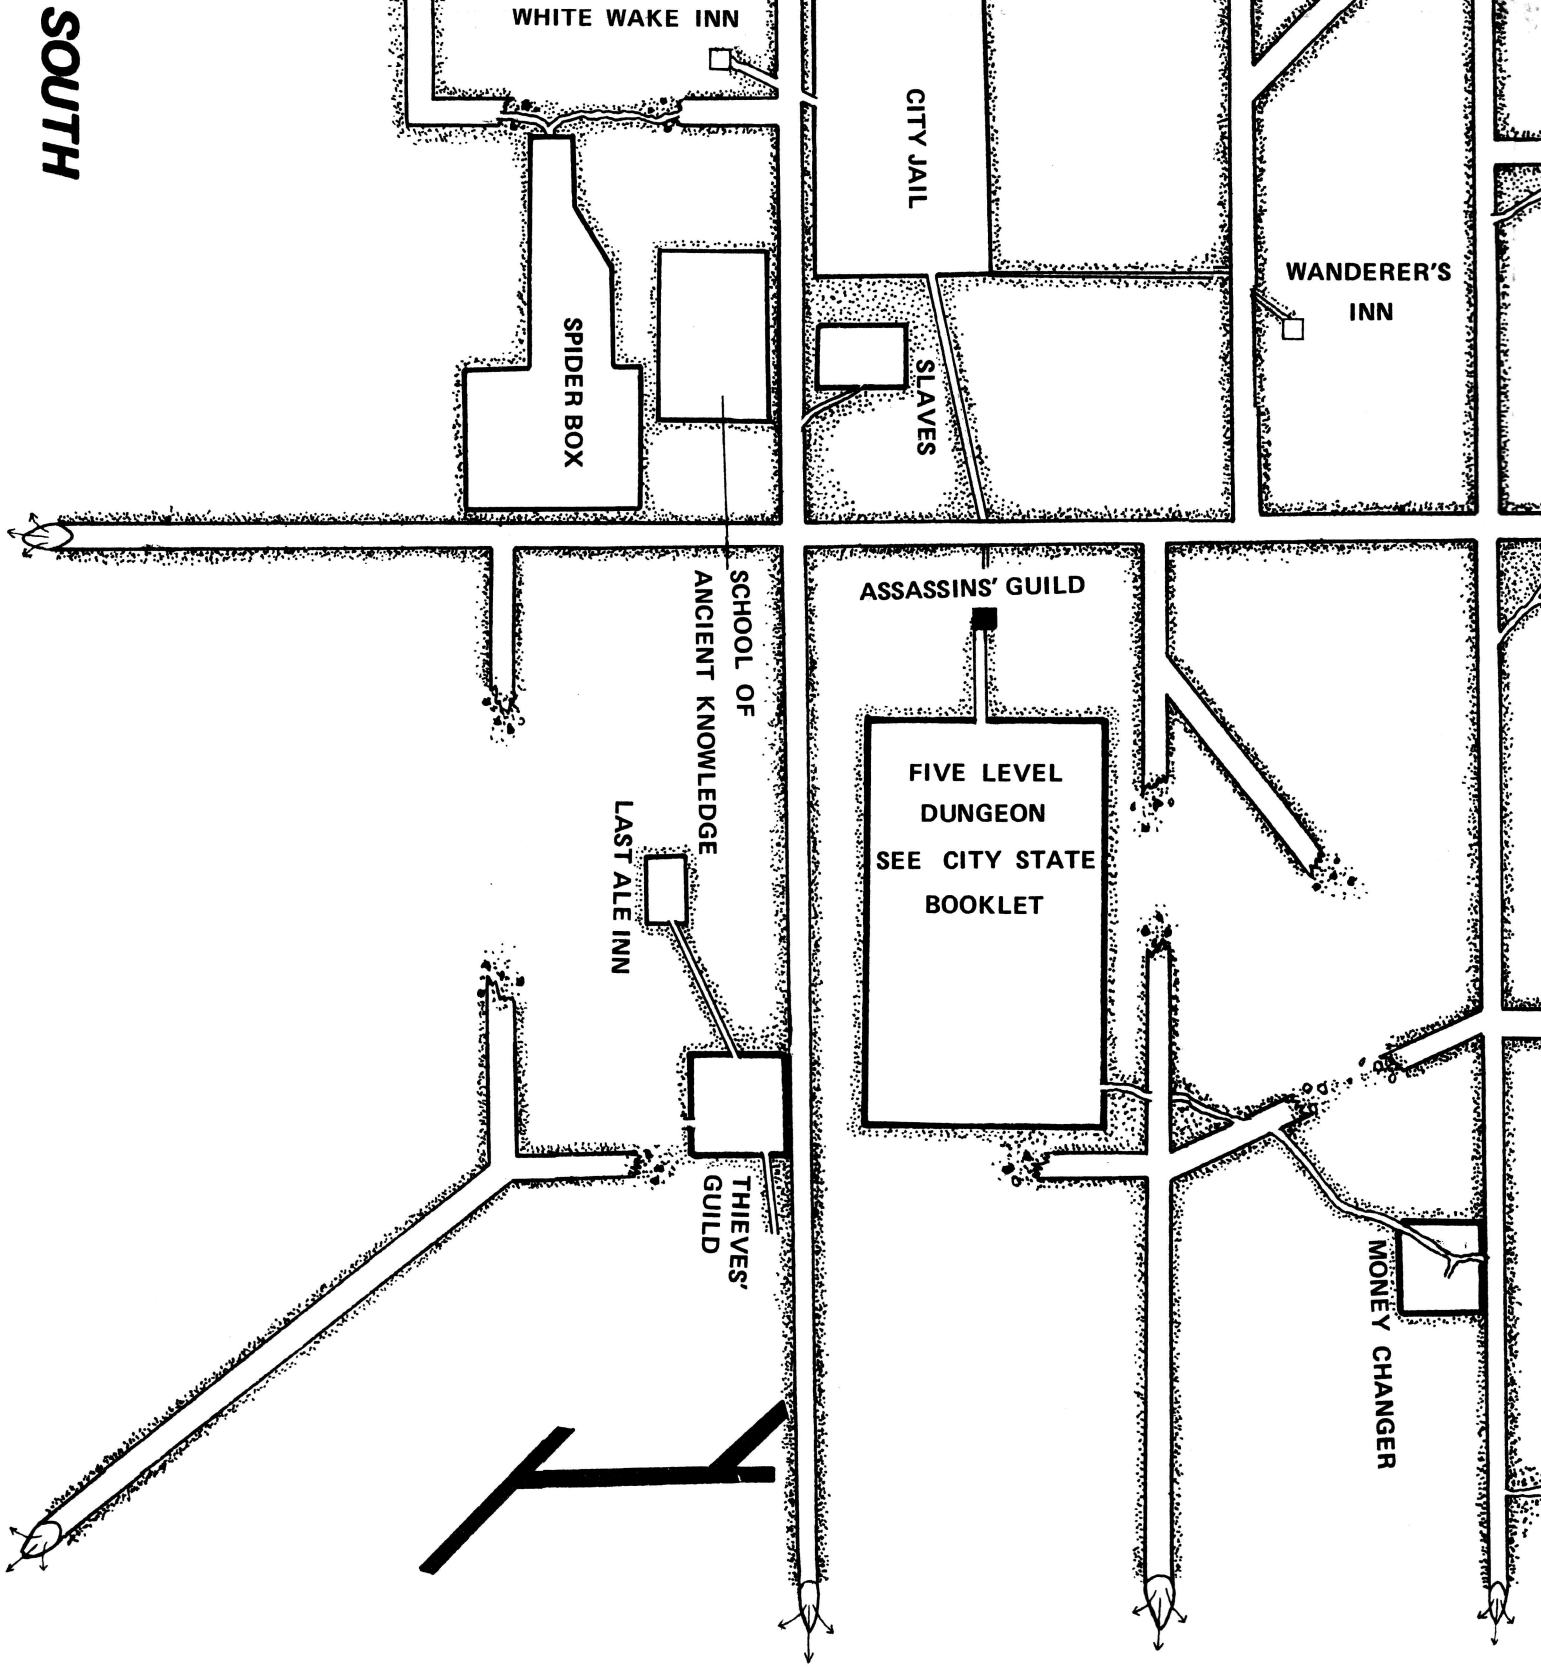 WHITE WAKE INN
SOUTH
CITY JAIL
WANDERER'S
INN
SPIDER BOX
SLAVES
ASSASSINS' GUILD
SCHOOL OF
ANCIENT KNOWLEDGE
FIVE LEVEL
DUNGEON
SEE CITY STATE
BOOKLET
LAST ALE INN
THIEVES'
GUILD
MONEY CHANGER